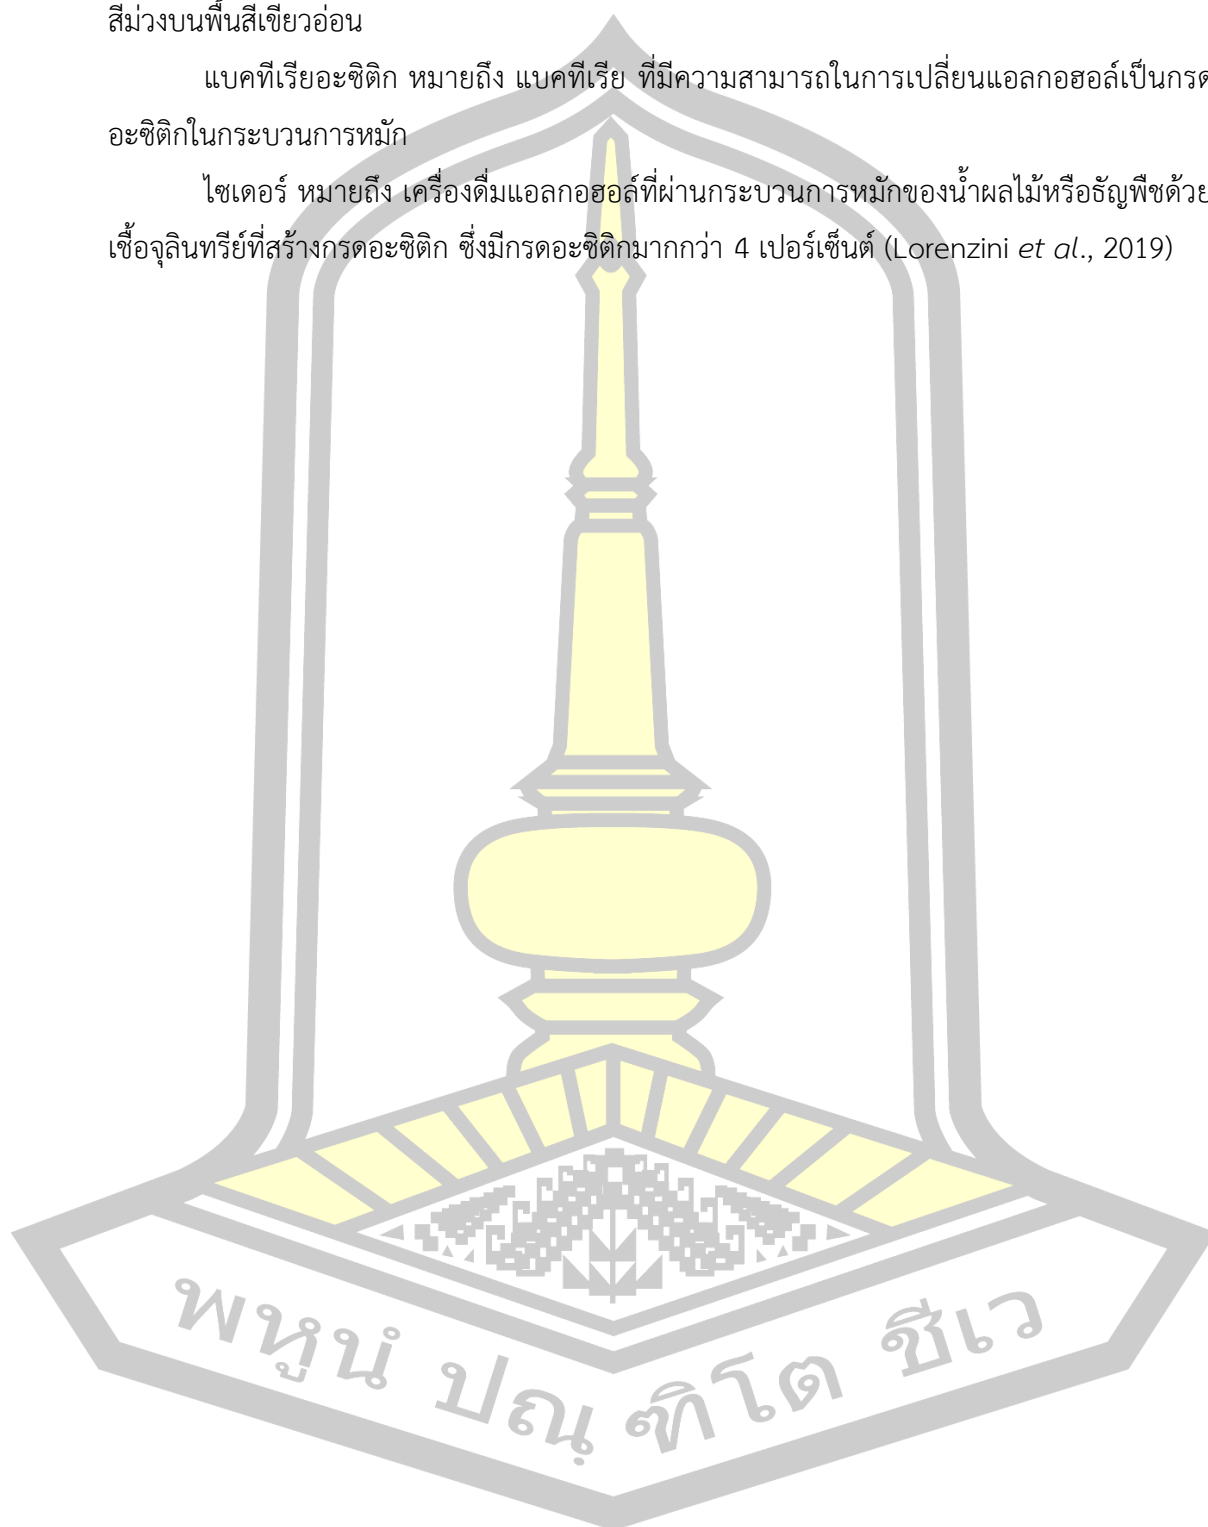 สีม่วงบนพื้นสีเขียวอ่อน
แบคทีเรียอะซิติก หมายถึง แบคทีเรีย ที่มีความสามารถในการเปลี่ยนแอลกอฮอล์เป็นกรด
อะซิติกในกระบวนการหมัก
ไซเดอร์ หมายถึง เครื่องดื่มแอลกอฮอล์ที่ผ่านกระบวนการหมักของน้ำผลไม้หรือธัญพืชด้วย
เชื้อจุลินทรีย์ที่สร้างกรดอะซิติก ซึ่งมีกรดอะซิติกมากกว่า 4 เปอร์เซ็นต์ (Lorenzini et al., 2019)
พหูนํ ปณฺ ฑิโต ชีเว